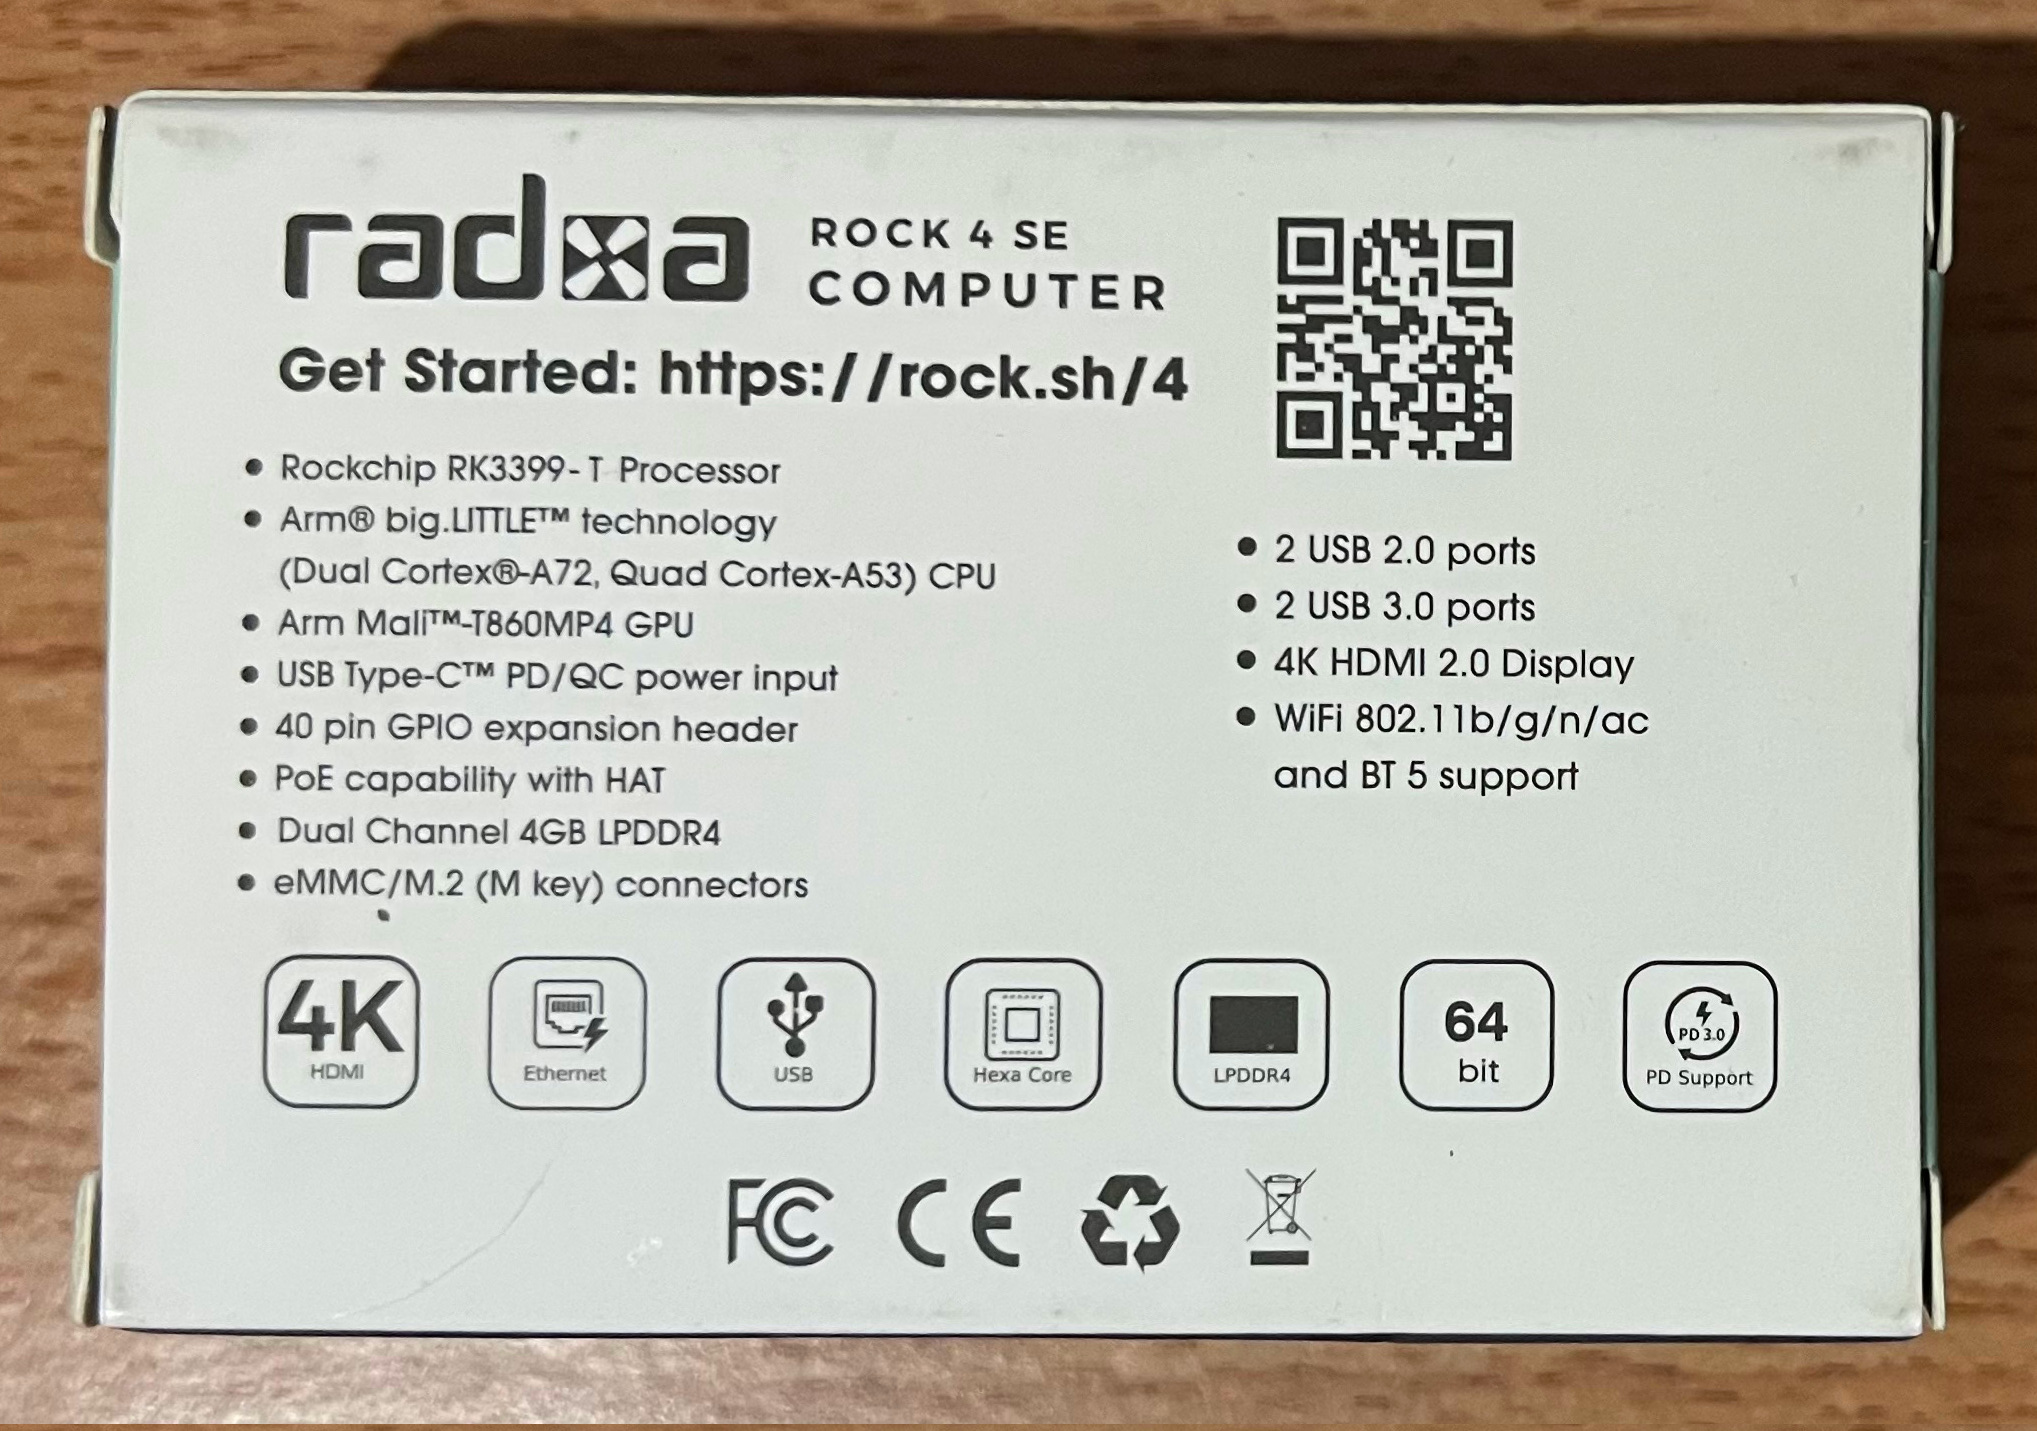 radxa ROCK 4 SE
COMPUTER
Get Started: https://rock.sh/4
• Rockchip RK3399-T Processor
• Arm® big.LITTLE™ technology
(Dual Cortex®-A72, Quad Cortex-A53) CPU
• Arm Mali™-T860MP4 GPU
• USB Type-C™ PD/QC power input
• 40 pin GPIO expansion header
• PoE capability with HAT
• Dual Channel 4GB LPDDR4
• eMMC/M.2 (M key) connectors
• 2 USB 2.0 ports
• 2 USB 3.0 ports
• 4K HDMI 2.0 Display
• WiFi 802.11b/g/n/ac
and BT 5 support
4K
HDMI
Ethernet
USB
Hexa Core
LPDDR4
64
bit
PD 3.0
PD Support
FC CE